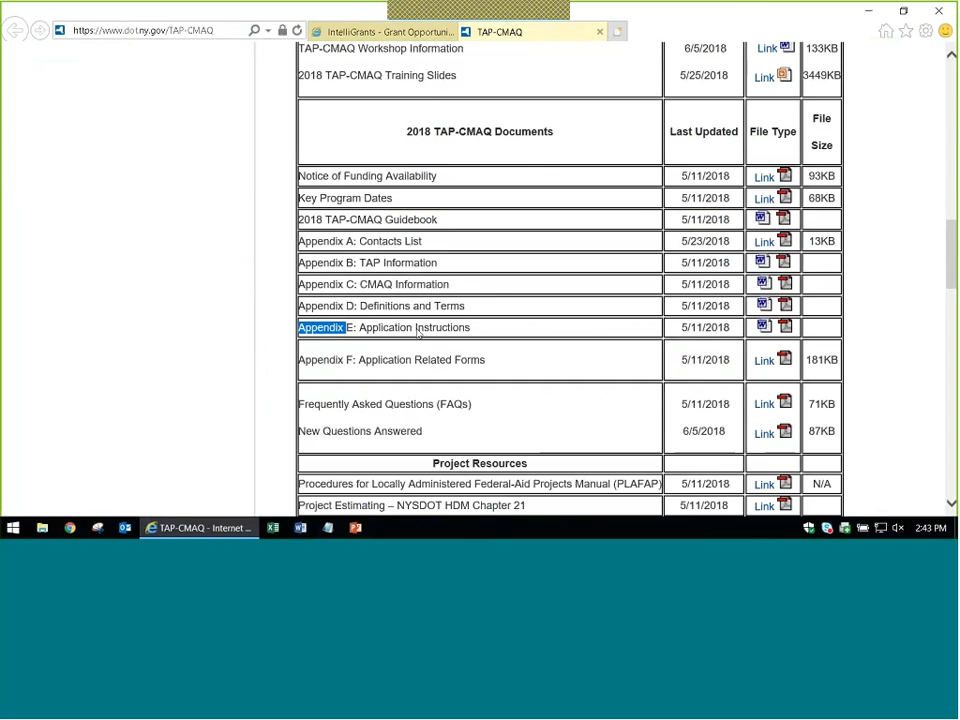 https://www.dotny.gov/TAP-CMAQ
IntelliGrants - Grant Opportuni...
TAP-CMAQ
TAP-CMAQ Workshop Information 6/5/2018 Link 133KB
2018 TAP-CMAQ Training Slides 5/25/2018 Link 3449KB
2018 TAP-CMAQ Documents Last Updated File Type File Size
Notice of Funding Availability 5/11/2018 Link 93KB
Key Program Dates 5/11/2018 Link 68KB
2018 TAP-CMAQ Guidebook 5/11/2018
Appendix A: Contacts List 5/23/2018 Link 13KB
Appendix B: TAP Information 5/11/2018
Appendix C: CMAQ Information 5/11/2018
Appendix D: Definitions and Terms 5/11/2018
Appendix E: Application Instructions 5/11/2018
Appendix F: Application Related Forms 5/11/2018 Link 181KB
Frequently Asked Questions (FAQs) 5/11/2018 Link 71KB
New Questions Answered 6/5/2018 Link 87KB
Project Resources
Procedures for Locally Administered Federal-Aid Projects Manual (PLAFAP) 5/11/2018 Link N/A
Project Estimating – NYSDOT HDM Chapter 21 5/11/2018 Link
TAP-CMAQ - Internet ...
2:43 PM